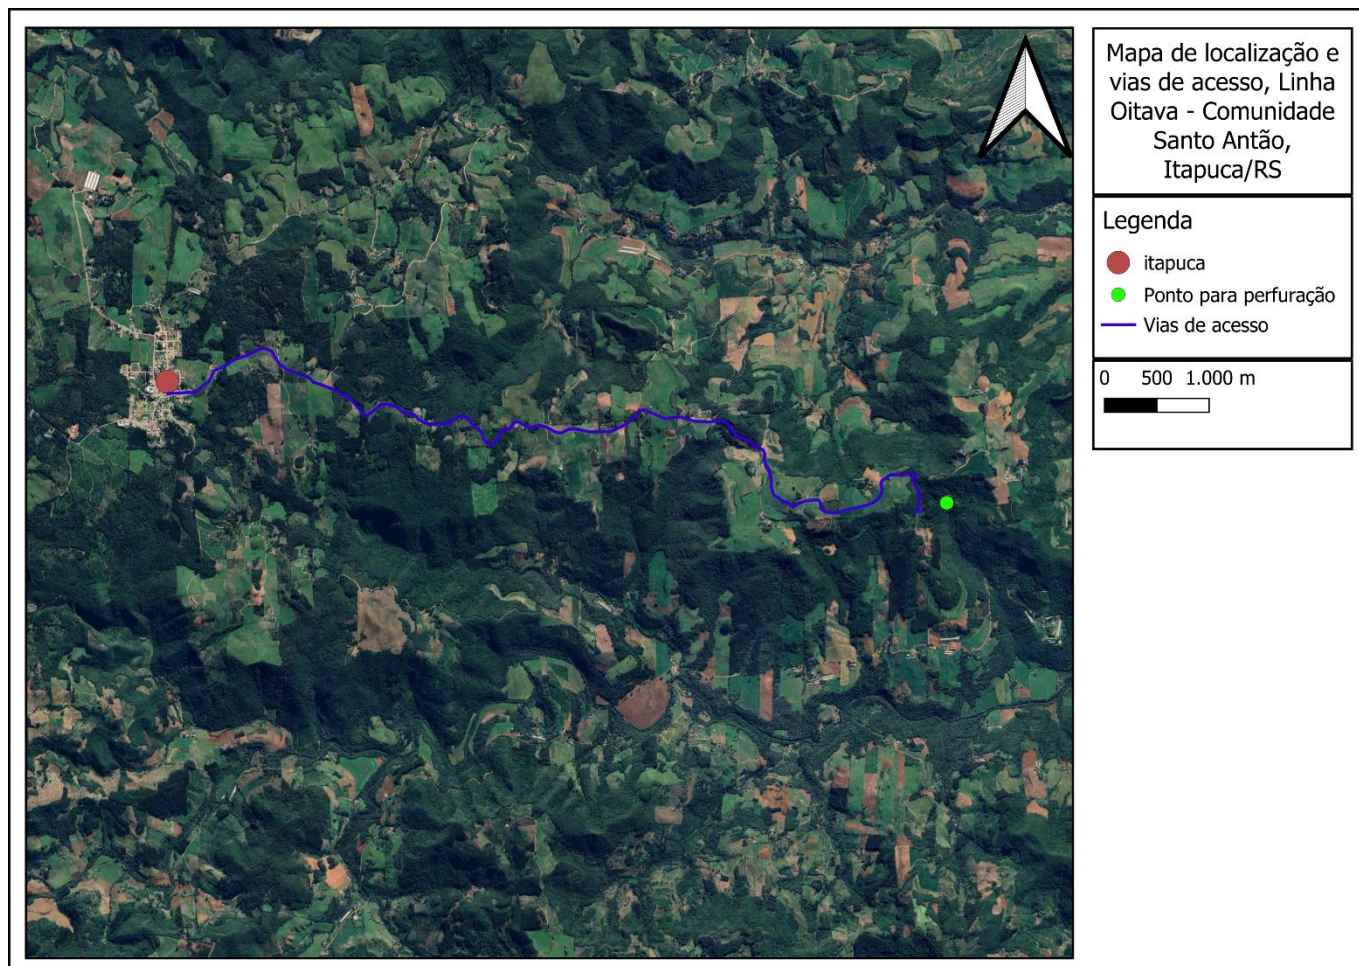 Mapa de localização e
vias de acesso, Linha
Oitava - Comunidade
Santo Antão,
Itapuca/RS
Legenda
itapuca
Ponto para perfuração
Vias de acesso
0 500 1.000 m